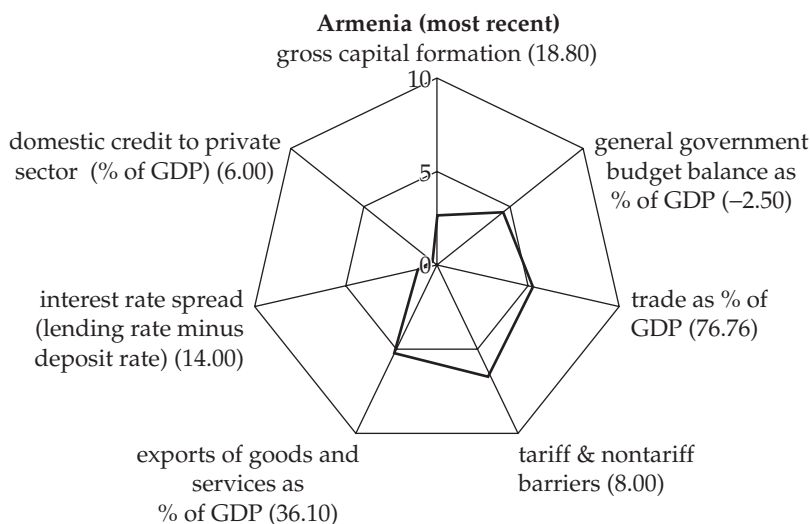 Armenia (most recent)
gross capital formation (18.80)
10
domestic credit to private
sector (% of GDP) (6.00)
general government
budget balance as
% of GDP (–2.50)
5
0
interest rate spread
(lending rate minus
deposit rate) (14.00)
trade as % of
GDP (76.76)
exports of goods and
services as
% of GDP (36.10)
tariff & nontariff
barriers (8.00)